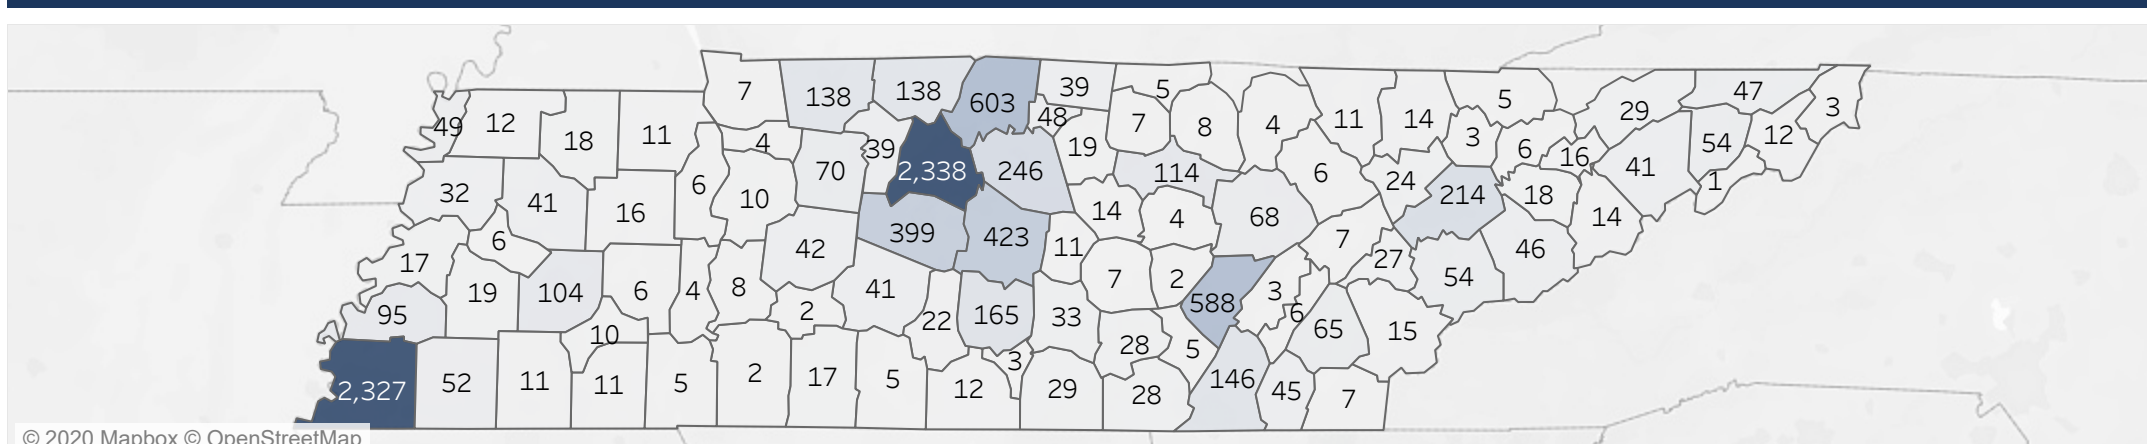 7 138 138 603 39 5 47
49 12 18 11 4 39 48 7 8 4 11 14 5 3 29 54 12 3
32 41 16 6 10 70 2,338 246 19 114 6 24 214 6 16 18 41 1
17 6 42 399 423 14 4 68 7 27 46 14
95 19 104 6 4 8 2 41 22 165 11 7 2 588 3 6 65 54 15
10 33 28 5
2,327 52 11 11 5 2 17 5 12 3 29 28 146 45 7
© 2020 Mapbox © OpenStreetMap